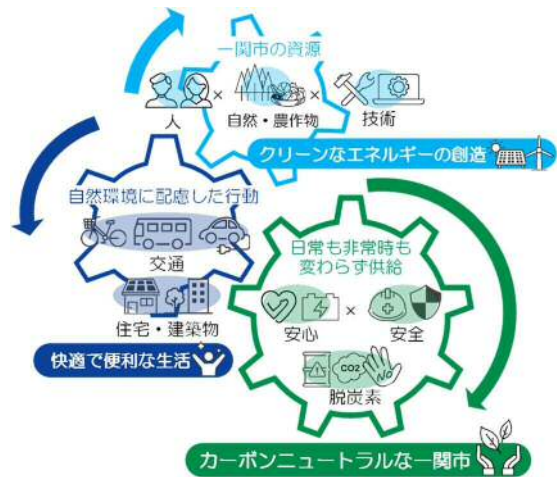 一関市の資源
人 × 自然・農作物 × 技術
クリーンなエネルギーの創造
自然環境に配慮した行動
交通
住宅・建築物
快適で便利な生活
日常も非常時も
変わらず供給
安心 × 安全
CO2
脱炭素
カーボンニュートラルな一関市